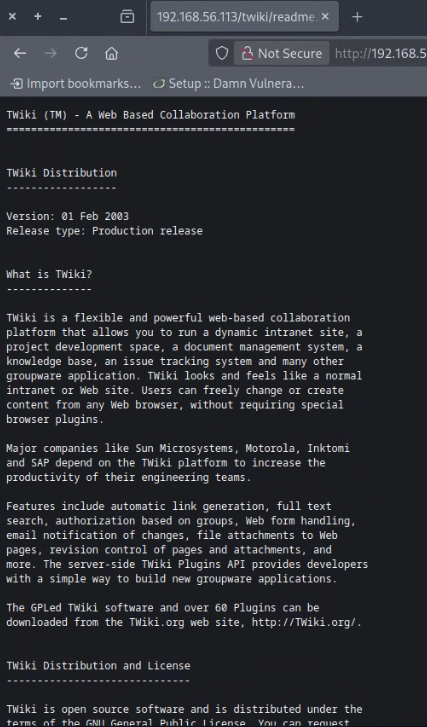 192.168.56.113/twiki/readme.
Not Secure http://192.168.5
Import bookmarks... Setup :: Damn Vulnera...
TWiki (TM) - A Web Based Collaboration Platform
===============================================
TWiki Distribution
------------------
Version: 01 Feb 2003
Release type: Production release
What is TWiki?
--------------
TWiki is a flexible and powerful web-based collaboration
platform that allows you to run a dynamic intranet site, a
project development space, a document management system, a
knowledge base, an issue tracking system and many other
groupware application. TWiki looks and feels like a normal
intranet or Web site. Users can freely change or create
content from any Web browser, without requiring special
browser plugins.
Major companies like Sun Microsystems, Motorola, Inktomi
and SAP depend on the TWiki platform to increase the
productivity of their engineering teams.
Features include automatic link generation, full text
search, authorization based on groups, Web form handling,
email notification of changes, file attachments to Web
pages, revision control of pages and attachments, and
more. The server-side TWiki Plugins API provides developers
with a simple way to build new groupware applications.
The GPLed TWiki software and over 60 Plugins can be
downloaded from the TWiki.org web site, http://TWiki.org/.
TWiki Distribution and License
------------------------------
TWiki is open source software and is distributed under the
terms of the GNU General Public License. You can request